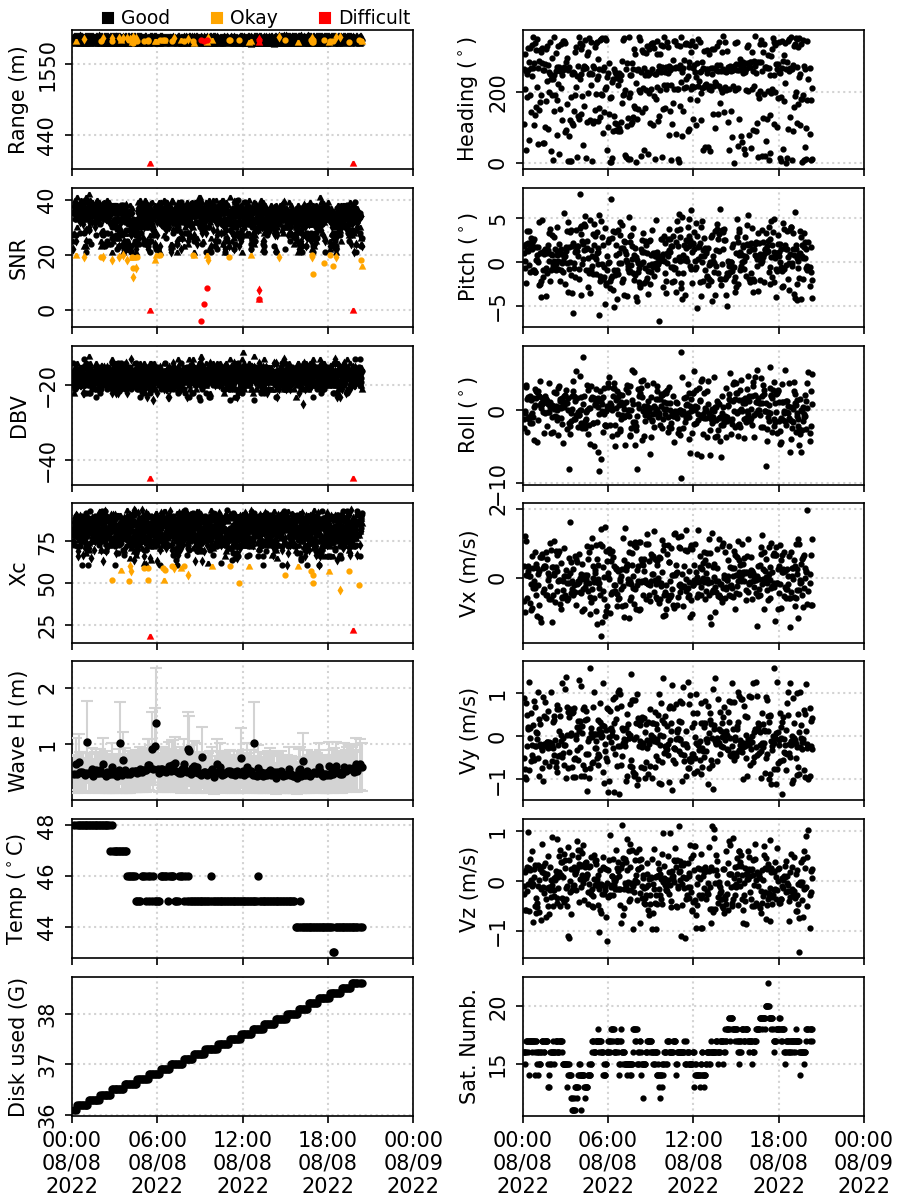 Good Okay Difficult
Range (m)
1550
440
Heading (°)
200
0
SNR
40
20
0
Pitch (°)
5
0
−5
DBV
−20
−40
Roll (°)
0
−10
Xc
75
50
25
Vx (m/s)
2
0
Wave H (m)
2
1
Vy (m/s)
1
0
−1
Temp (°C)
48
46
44
Vz (m/s)
1
0
−1
Disk used (G)
38
37
36
Sat. Numb.
20
15
00:00 06:00 12:00 18:00 00:00
08/08 08/08 08/08 08/08 08/09
2022 2022 2022 2022 2022
00:00 06:00 12:00 18:00 00:00
08/08 08/08 08/08 08/08 08/09
2022 2022 2022 2022 2022